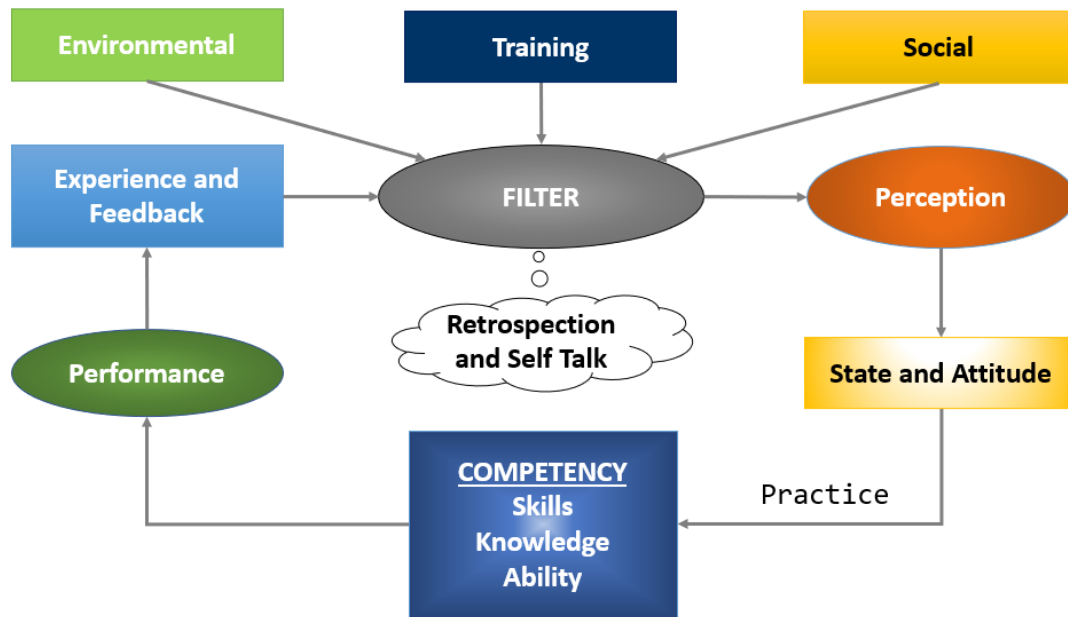 Environmental
Training
Social
Experience and
Feedback
FILTER
Perception
Retrospection
and Self Talk
Performance
State and Attitude
COMPETENCY
Skills
Knowledge
Ability
Practice